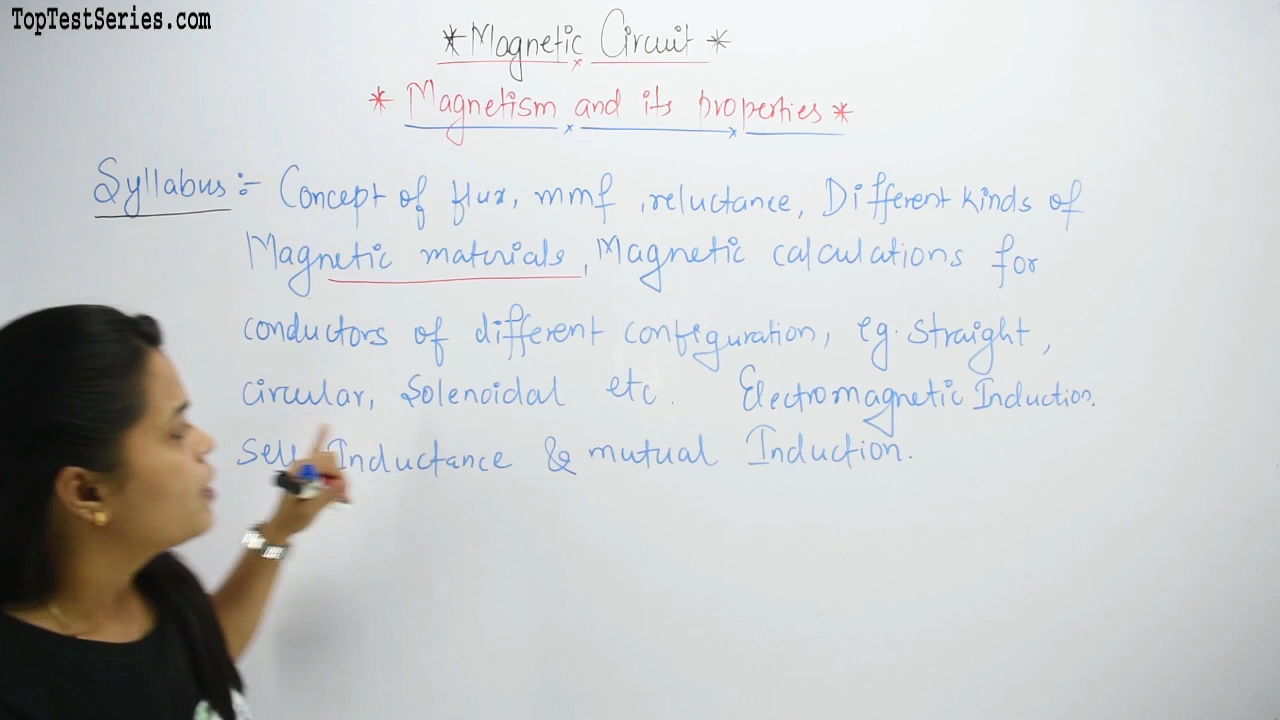 TopTestSeries.com
* Magnetic Circuit *
* Magnetism and its properties *
Syllabus :- Concept of flux, mmf, reluctance, Different kinds of
Magnetic materials, Magnetic calculations for
conductors of different configuration, eg. straight,
circular, Solenoidal etc. Electromagnetic Induction.
Inductance & mutual Induction.